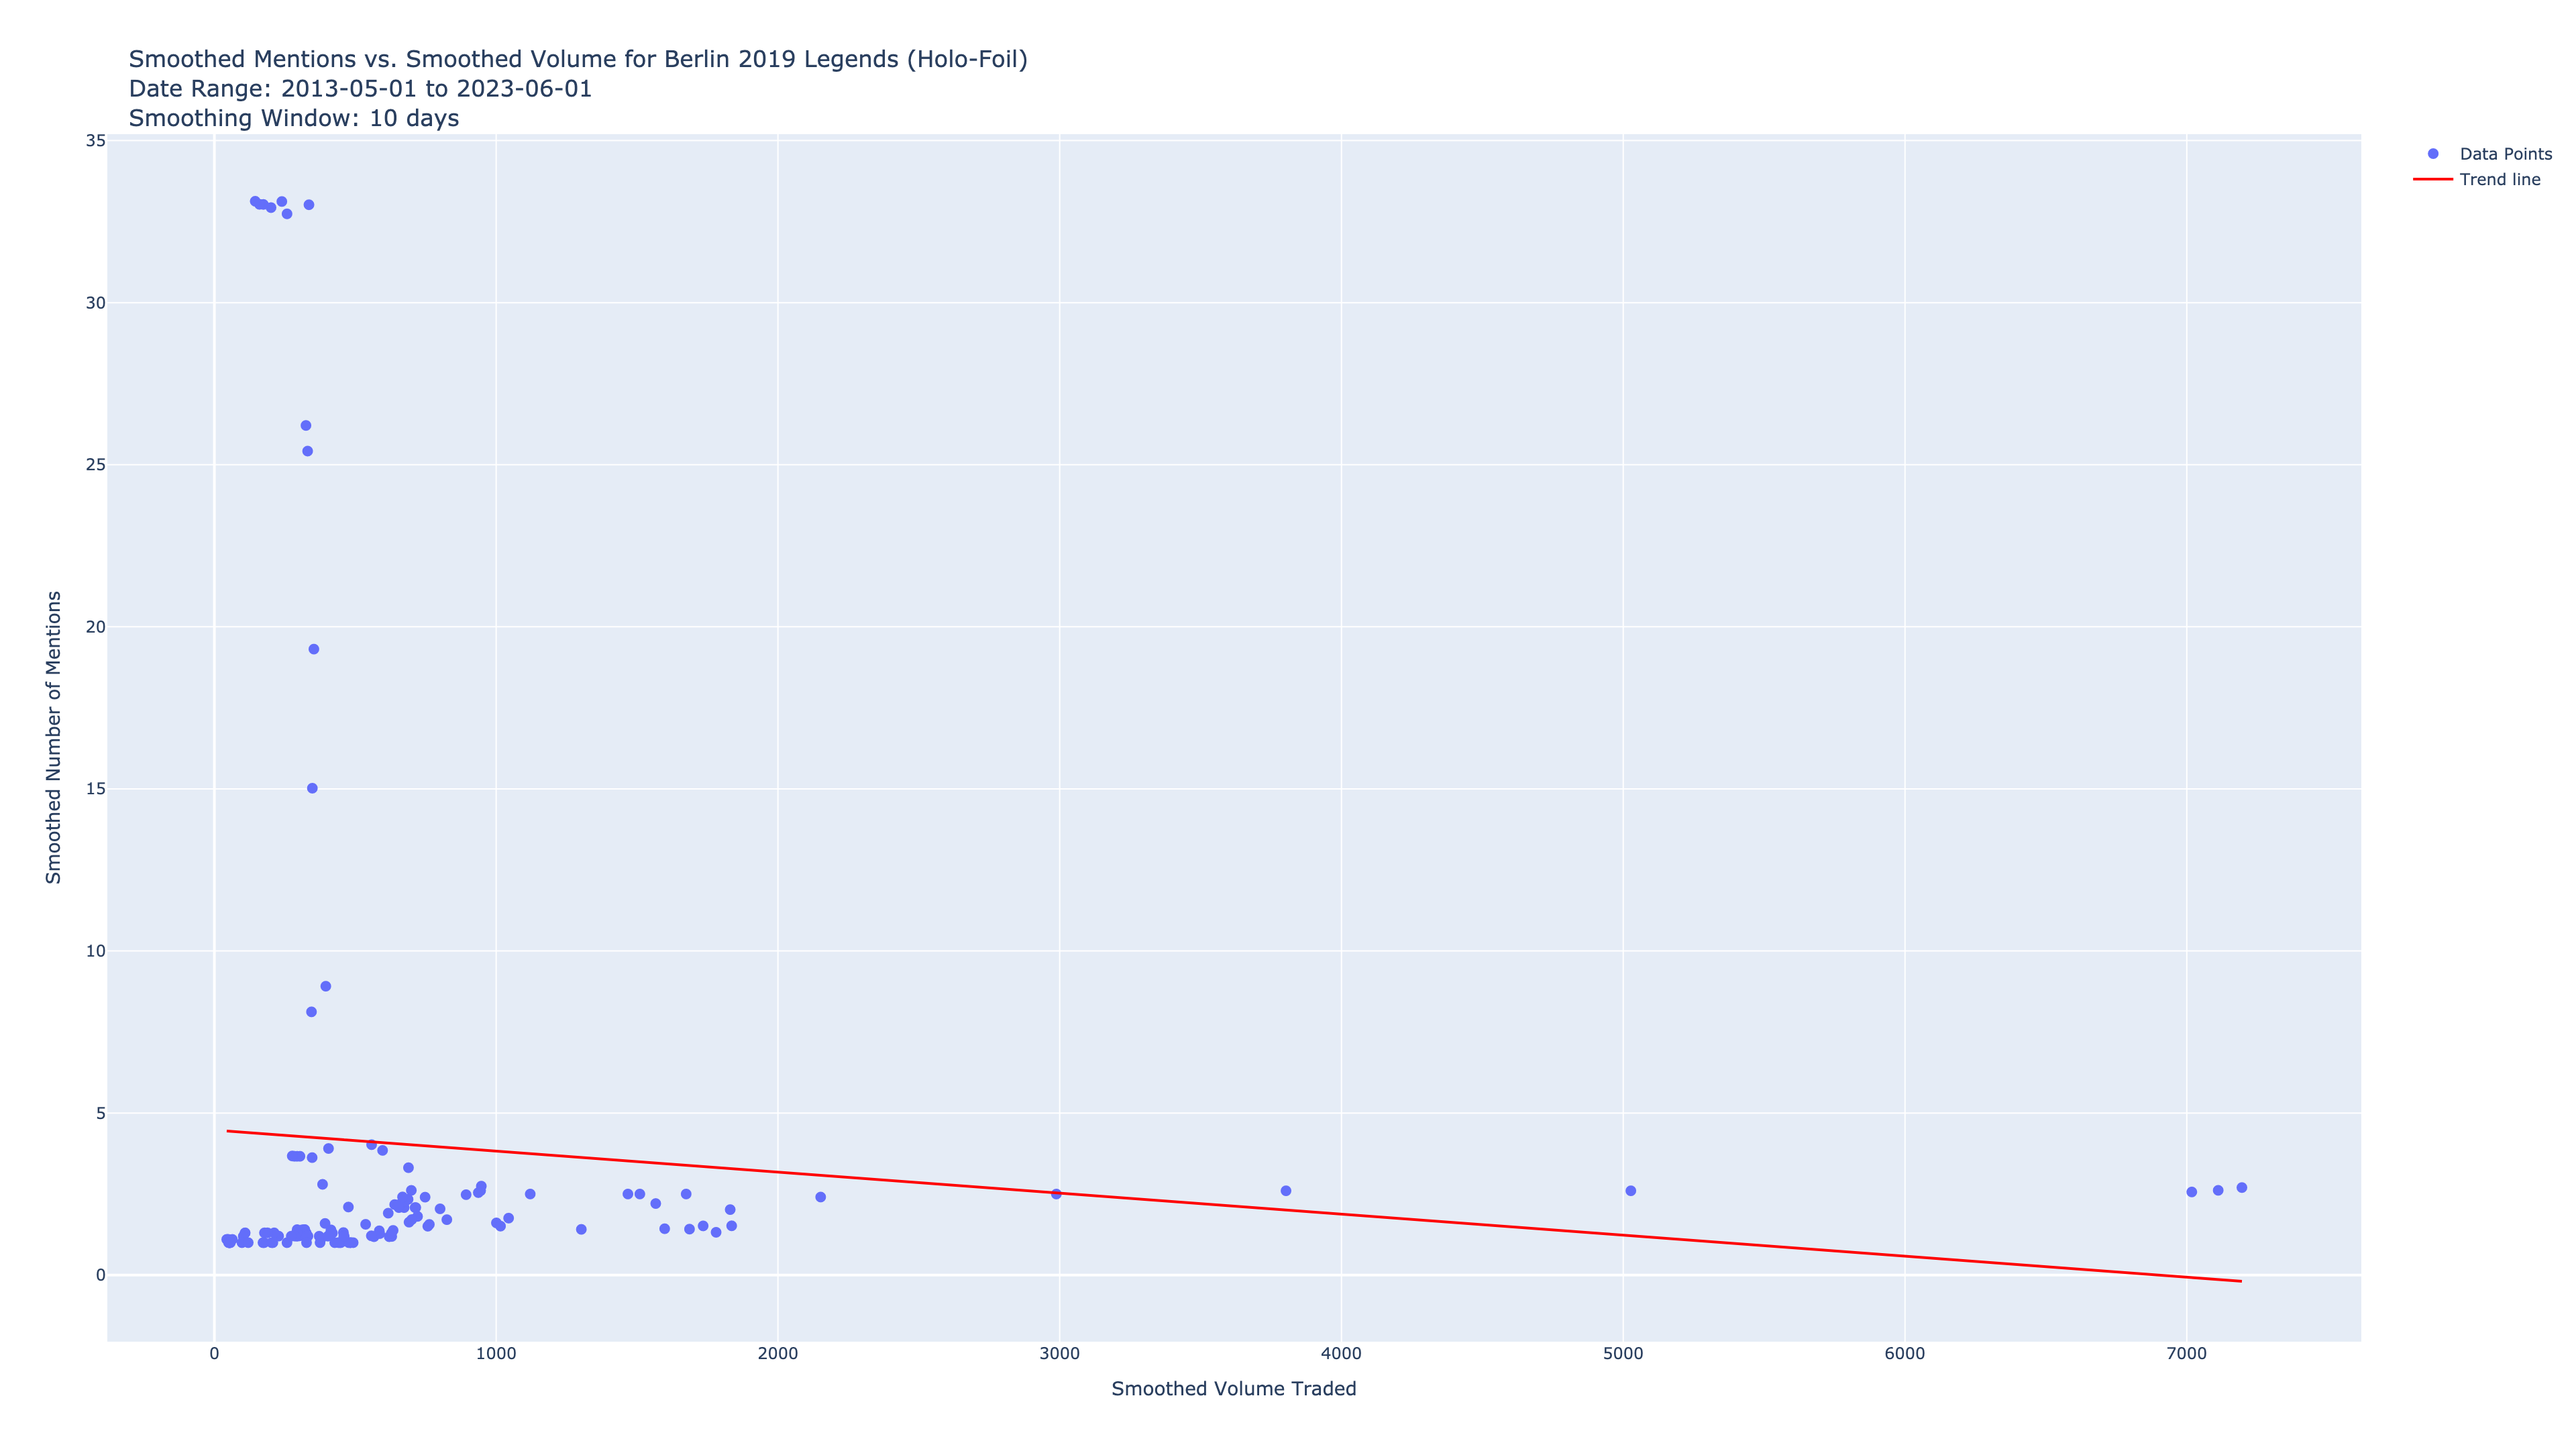 Smoothed Mentions vs. Smoothed Volume for Berlin 2019 Legends (Holo-Foil)
Date Range: 2013-05-01 to 2023-06-01
Smoothing Window: 10 days
Data Points
Trend line
35
30
25
20
15
10
5
0
Smoothed Number of Mentions
0
1000
2000
3000
4000
5000
6000
7000
Smoothed Volume Traded